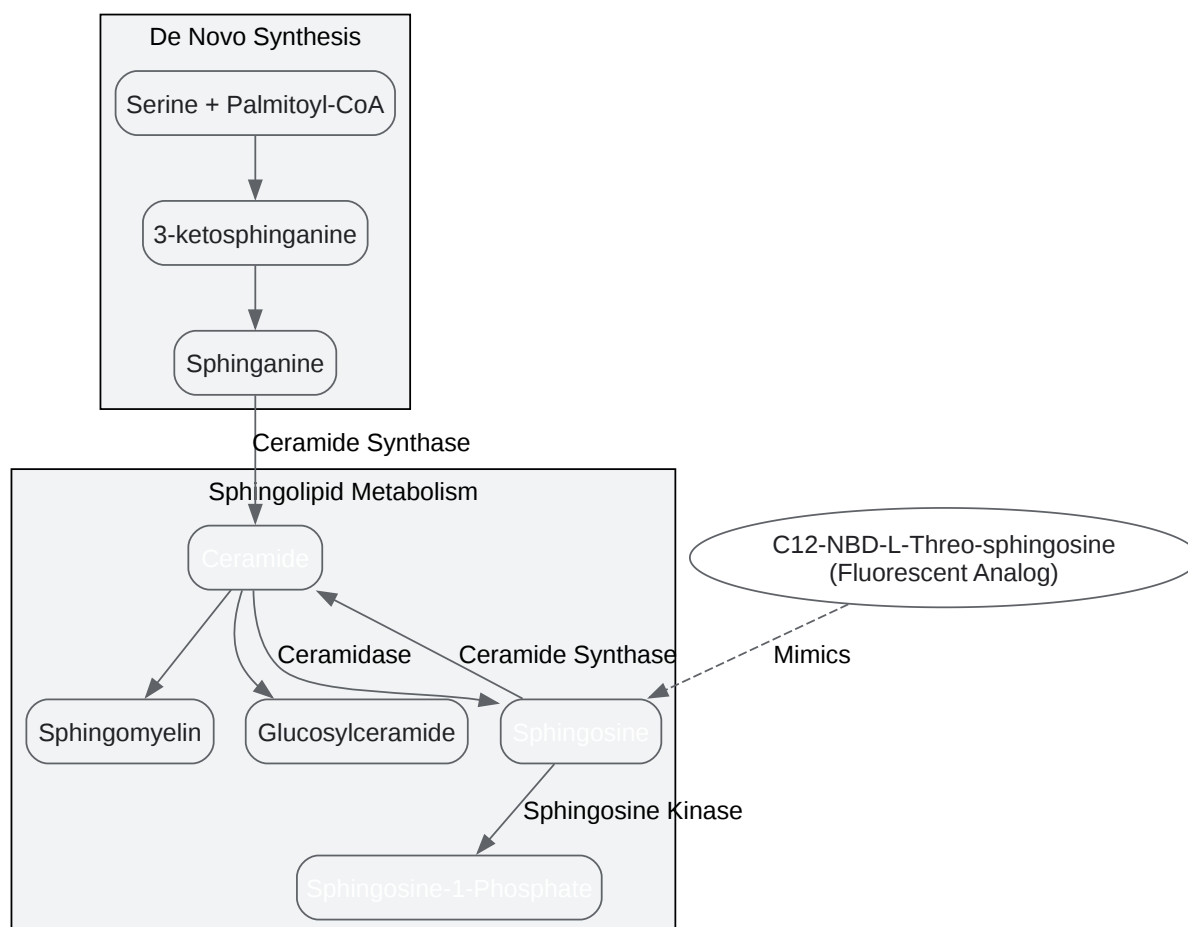 De Novo Synthesis
Serine + Palmitoyl-CoA
3-ketosphinganine
Sphinganine
Ceramide Synthase
Sphingolipid Metabolism
Ceramide
C12-NBD-L-Threo-sphingosine
(Fluorescent Analog)
Ceramidase
Ceramide Synthase
Mimics
Sphingomyelin
Glucosylceramide
Sphingosine
Sphingosine Kinase
Sphingosine-1-Phosphate